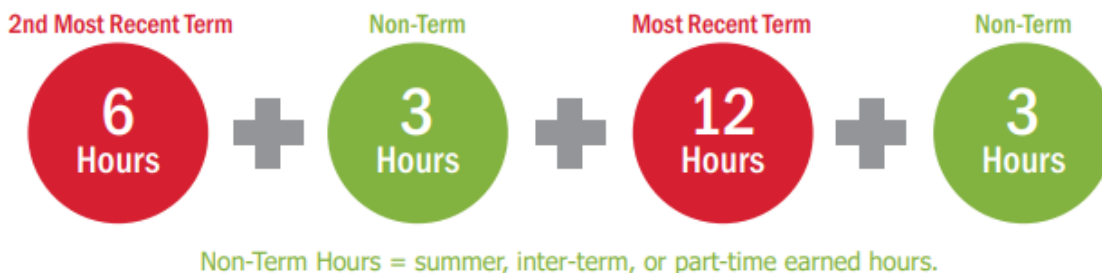 2nd Most Recent Term
Non-Term
Most Recent Term
Non-Term
6
Hours
3
Hours
12
Hours
3
Hours
Non-Term Hours = summer, inter-term, or part-time earned hours.